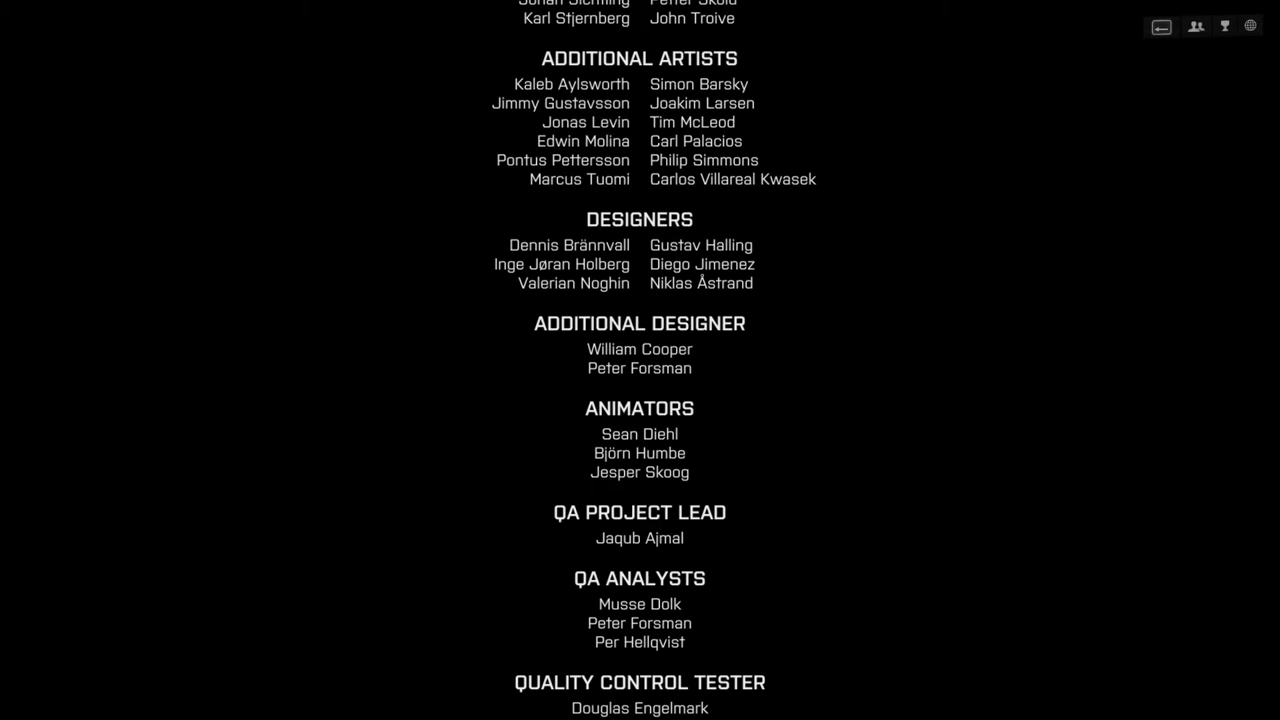 Karl Stjernberg John Troive
ADDITIONAL ARTISTS
Kaleb Aylsworth Simon Barsky
Jimmy Gustavsson Joakim Larsen
Jonas Levin Tim McLeod
Edwin Molina Carl Palacios
Pontus Pettersson Philip Simmons
Marcus Tuomi Carlos Villareal Kwasek
DESIGNERS
Dennis Brännvall Gustav Halling
Inge Jøran Holberg Diego Jimenez
Valerian Noghin Niklas Åstrand
ADDITIONAL DESIGNER
William Cooper
Peter Forsman
ANIMATORS
Sean Diehl
Björn Humbe
Jesper Skoog
QA PROJECT LEAD
Jaqub Ajmal
QA ANALYSTS
Musse Dolk
Peter Forsman
Per Hellqvist
QUALITY CONTROL TESTER
Douglas Engelmark